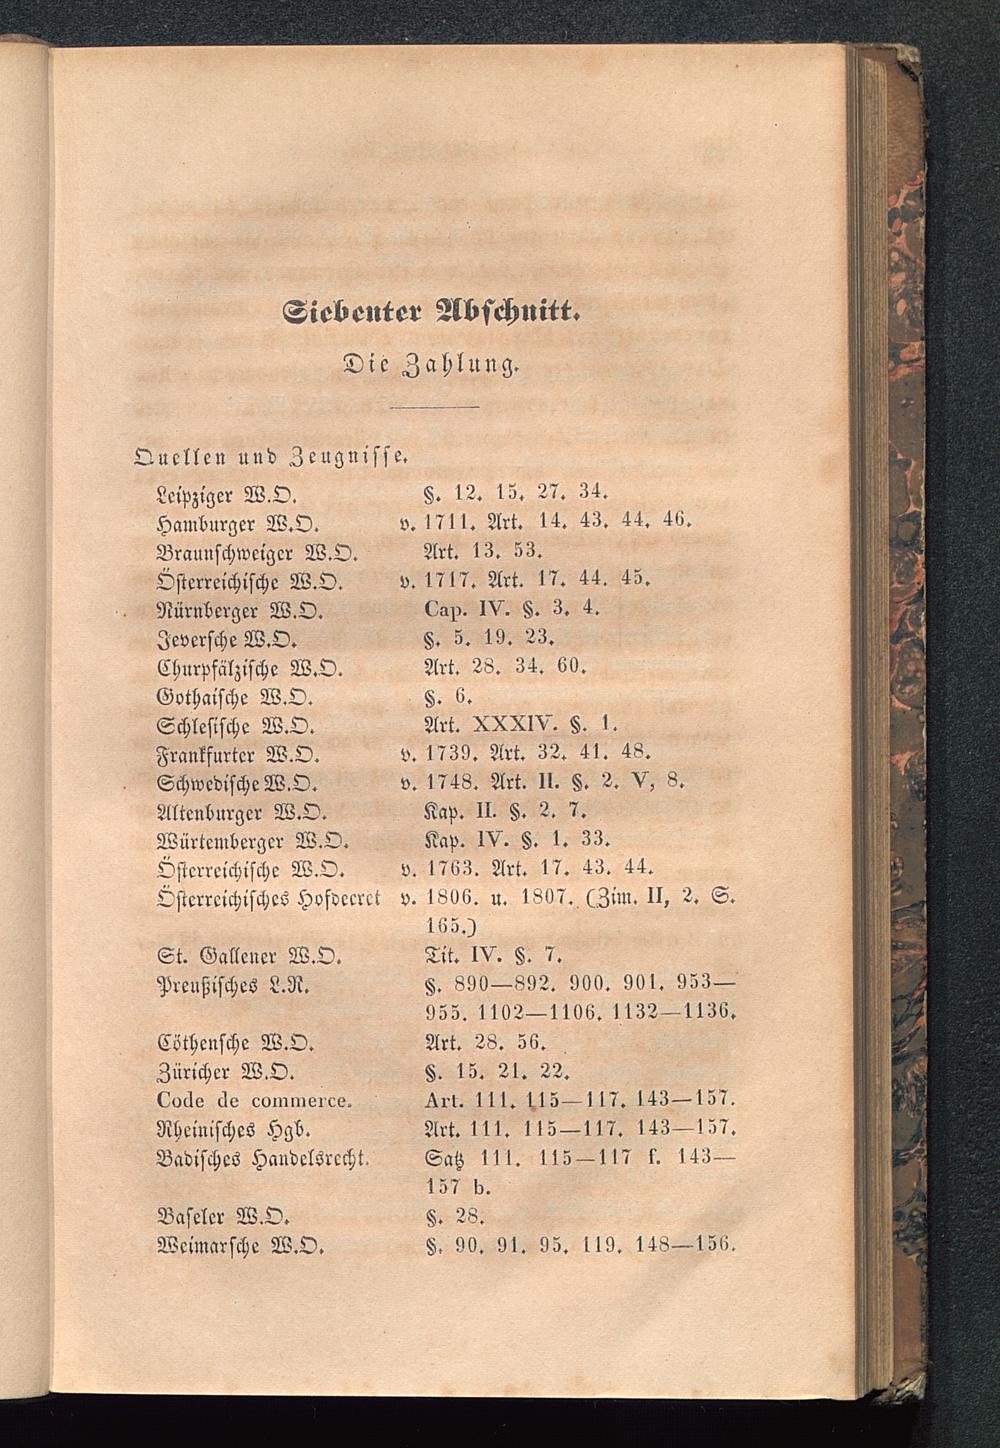 Siebenter Abschnitt.
Die Zahlung.
Quellen und Zeugnisse.
Leipziger W.O. §. 12. 15. 27. 34.
Hamburger W.O. v. 1711. Art. 14. 43. 44. 46.
Braunschweiger W.O. Art. 13. 53.
Österreichische W.O. v. 1717. Art. 17. 44. 45.
Nürnberger W.O. Cap. IV. §. 3. 4.
Jeversche W.O. §. 5. 19. 23.
Churpfälzische W.O. Art. 28. 34. 60.
Gothaische W.O. §. 6.
Schlesische W.O. Art. XXXIV. §. 1.
Frankfurter W.O. v. 1739. Art. 32. 41. 48.
Schwedische W.O. v. 1748. Art. II. §. 2. V, 8.
Altenburger W.O. Kap. II. §. 2. 7.
Würtemberger W.O. Kap. IV. §. 1. 33.
Österreichische W.O. v. 1763. Art. 17. 43. 44.
Österreichisches Hofdecret v. 1806. u. 1807. (Zim. II, 2. S.
165.)
St. Gallener W.O. Tit. IV. §. 7.
Preußisches L.R. §. 890—892. 900. 901. 953—
955. 1102—1106. 1132—1136.
Cöthensche W.O. Art. 28. 56.
Züricher W.O. §. 15. 21. 22.
Code de commerce. Art. 111. 115—117. 143—157.
Rheinisches Hgb. Art. 111. 115—117. 143—157.
Badisches Handelsrecht. Satz 111. 115—117 f. 143—
157 b.
Baseler W.O. §. 28.
Weimarsche W.O. §. 90. 91. 95. 119. 148—156.